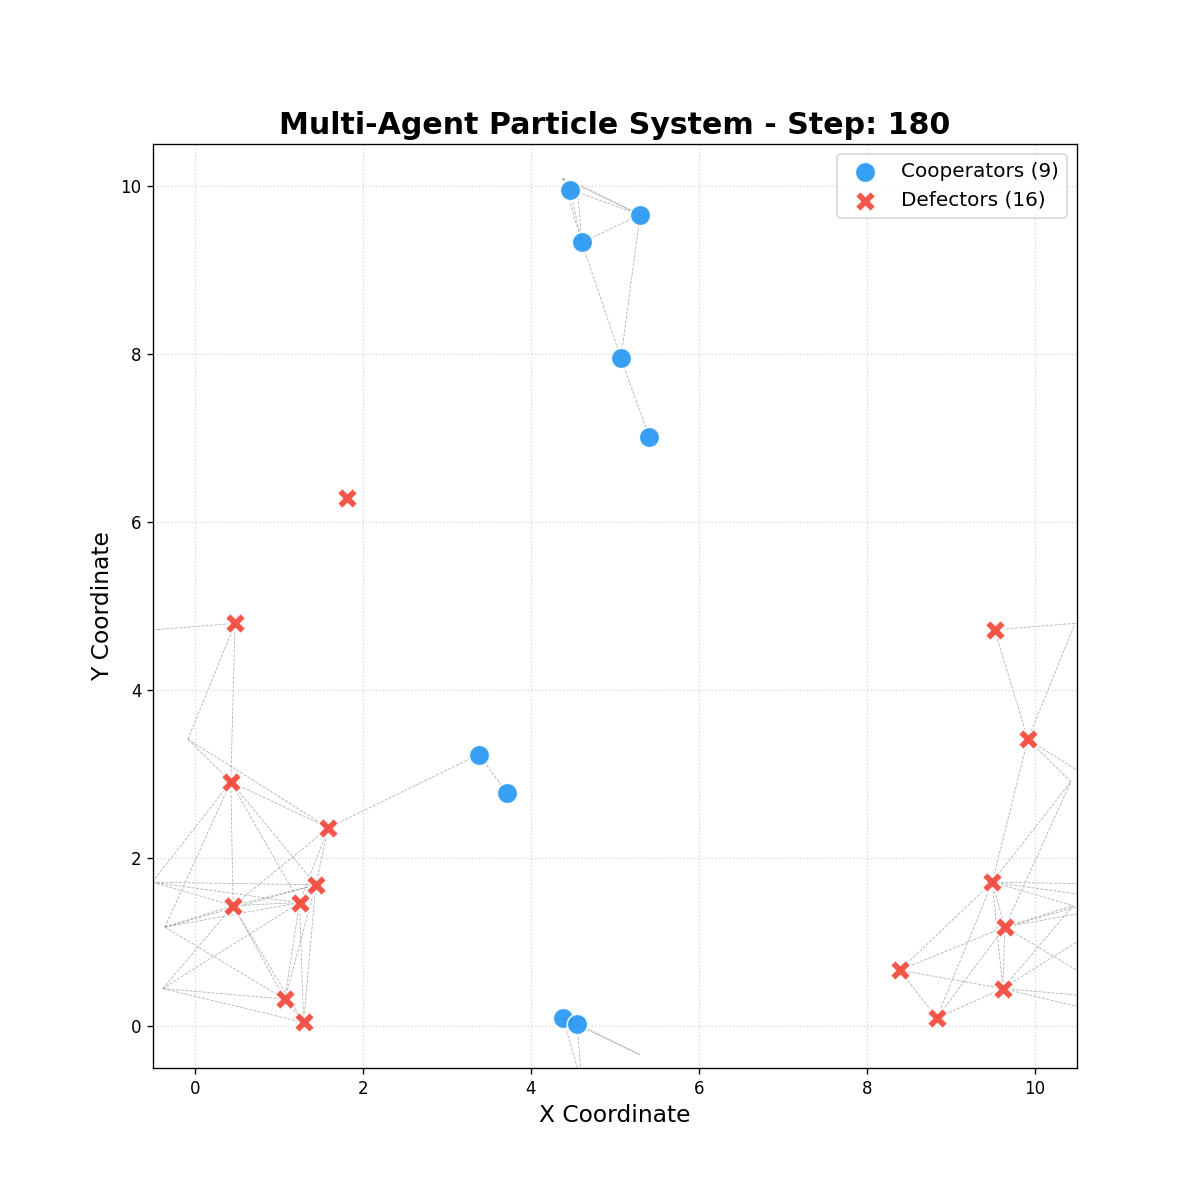 Multi-Agent Particle System - Step: 180
Cooperators (9)
Defectors (16)
Y Coordinate
10
8
6
4
2
0
0 2 4 6 8 10
X Coordinate